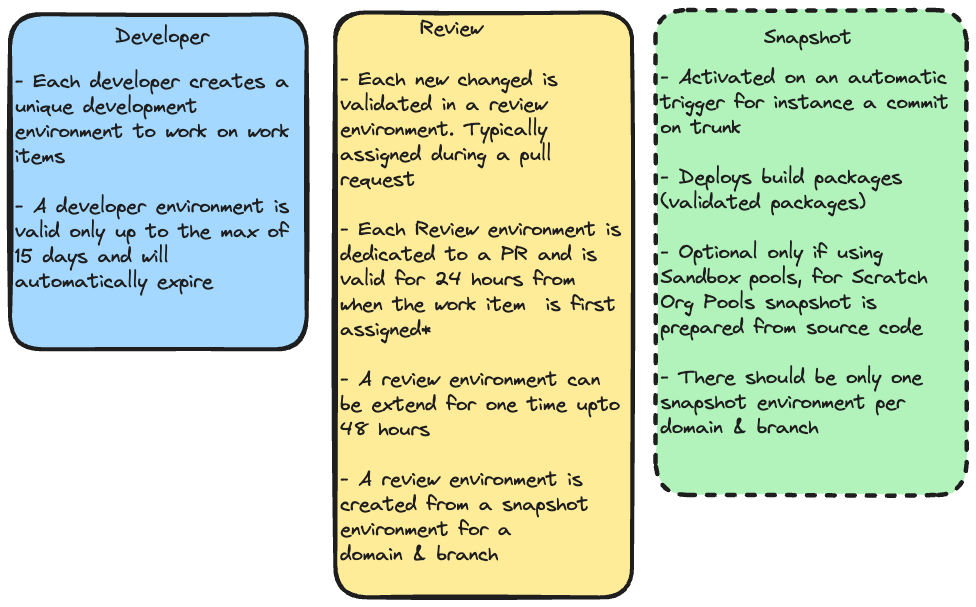 Developer
- Each developer creates a
unique development
environment to work on work
items
- A developer environment is
valid only up to the max of
15 days and will
automatically expire
Review
- Each new changed is
validated in a review
environment. Typically
assigned during a pull
request
- Each Review environment is
dedicated to a PR and is
valid for 24 hours from
when the work item is first
assigned*
- A review environment can
be extend for one time upto
48 hours
- A review environment is
created from a snapshot
environment for a
domain & branch
Snapshot
- Activated on an automatic
trigger for instance a commit
on trunk
- Deploys build packages
(validated packages)
- Optional only if using
Sandbox pools, for Scratch
Org Pools snapshot is
prepared from source code
- There should be only one
snapshot environment per
domain & branch